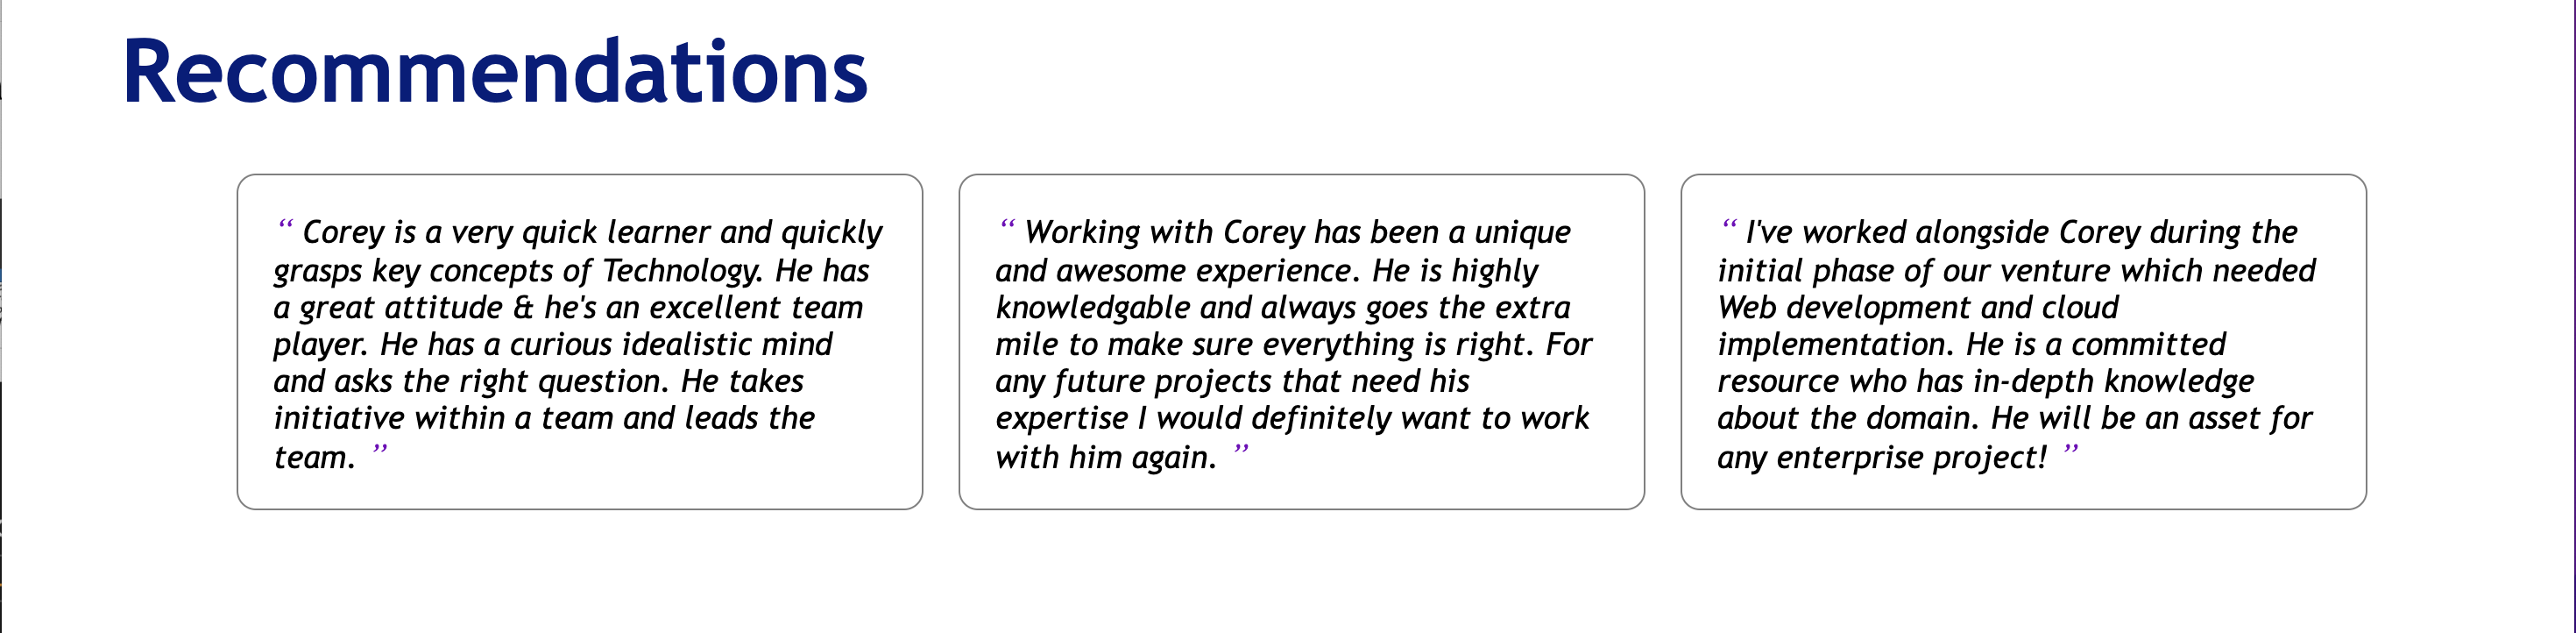 Recommendations
“ Corey is a very quick learner and quickly
grasps key concepts of Technology. He has
a great attitude & he's an excellent team
player. He has a curious idealistic mind
and asks the right question. He takes
initiative within a team and leads the
team. ”
“ Working with Corey has been a unique
and awesome experience. He is highly
knowledgable and always goes the extra
mile to make sure everything is right. For
any future projects that need his
expertise I would definitely want to work
with him again. ”
“ I've worked alongside Corey during the
initial phase of our venture which needed
Web development and cloud
implementation. He is a committed
resource who has in-depth knowledge
about the domain. He will be an asset for
any enterprise project! ”